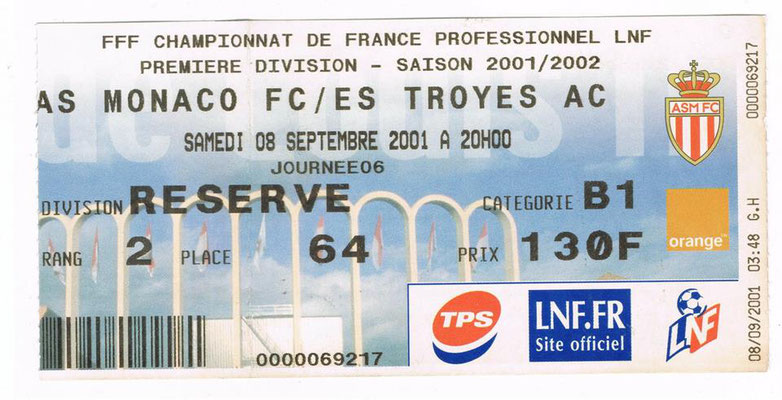 FFF CHAMPIONNAT DE FRANCE PROFESSIONNEL LNF
PREMIERE DIVISION - SAISON 2001/2002
AS MONACO FC/ES TROYES AC
SAMEDI 08 SEPTEMBRE 2001 A 20H00
JOURNEE06
DIVISION RESERVE CATEGORIE B1
RANG 2 PLACE 64 PRIX 130F
0000069217
ASM FC
orange™
TPS
LNF.FR
Site officiel
LNF
0000069217
08/09/2001 03:48 G.H